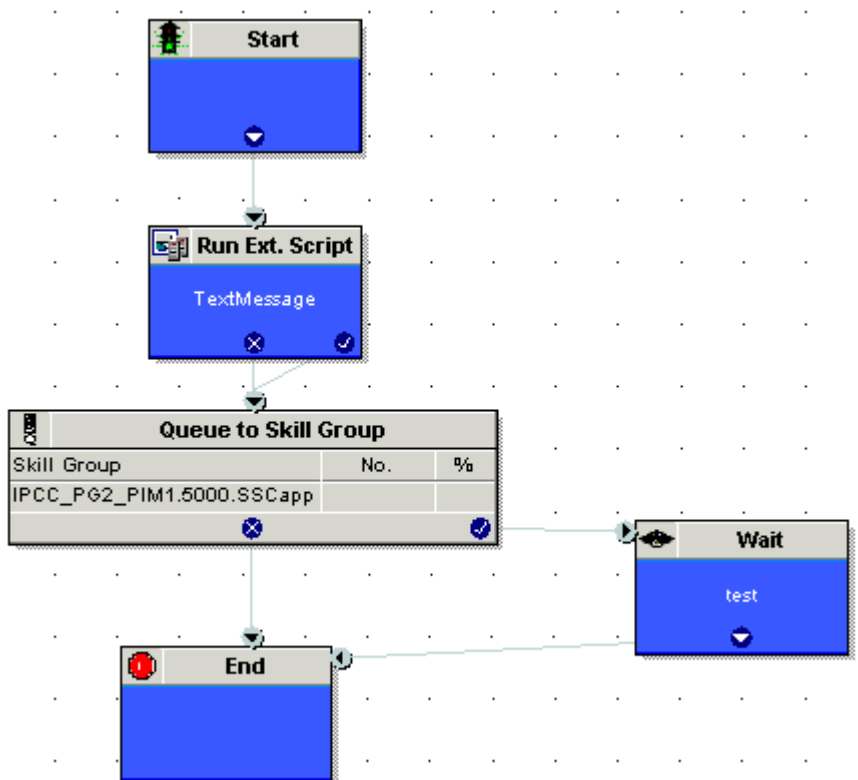 Start
Run Ext. Script
TextMessage
Queue to Skill Group
Skill Group No. %
IPCC_PG2_PIM1.5000.SSCapp
Wait
test
End